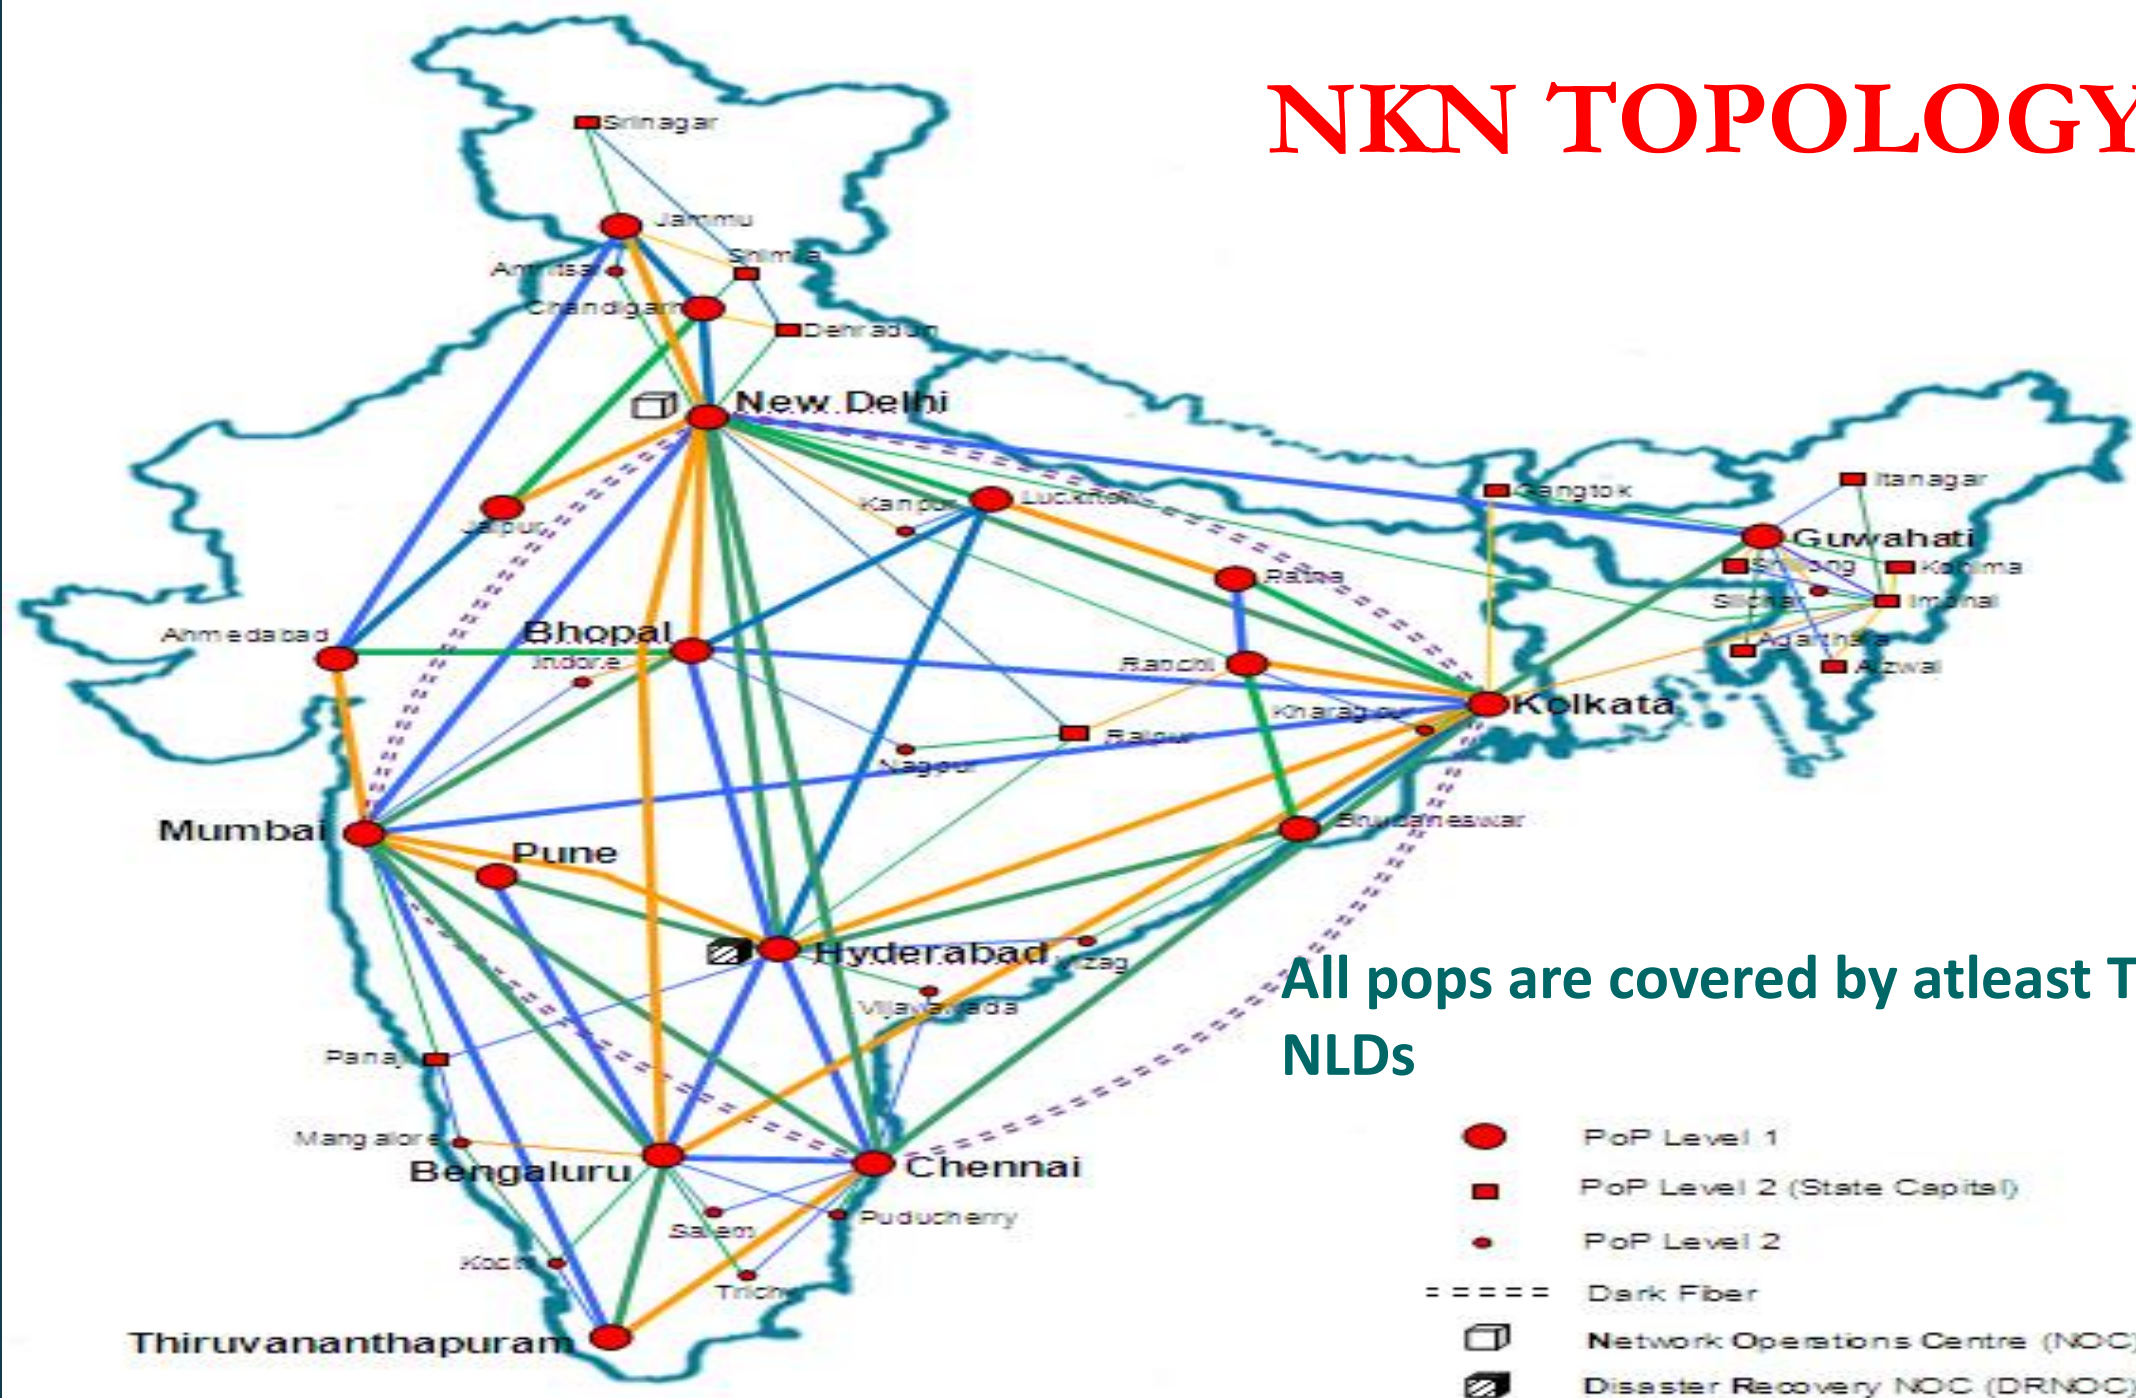 NKN TOPOLOGY
Srinagar
Jammu
Shimla
Amritsar
Chandigarh
Dehradun
New Delhi
Kanpur
Lucknow
Gangtok
Itanagar
Jaipur
Guwahati
Shillong
Kohima
Patna
Silchar
Imphal
Ahmedabad
Bhopal
Agarthala
Indore
Ranchi
Aizwal
Kolkata
Kharagpur
Raipur
Nagpur
Mumbai
Bhubaneswar
Pune
Hyderabad
Vizag
All pops are covered by atleast T
NLDs
Vijayawada
Panaji
Mangalore
Bengaluru
Chennai
Salem
Puducherry
Kochi
Trichy
Thiruvananthapuram
PoP Level 1
PoP Level 2 (State Capital)
PoP Level 2
Dark Fiber
Network Operations Centre (NOC)
Disaster Recovery NOC (DRNOC)